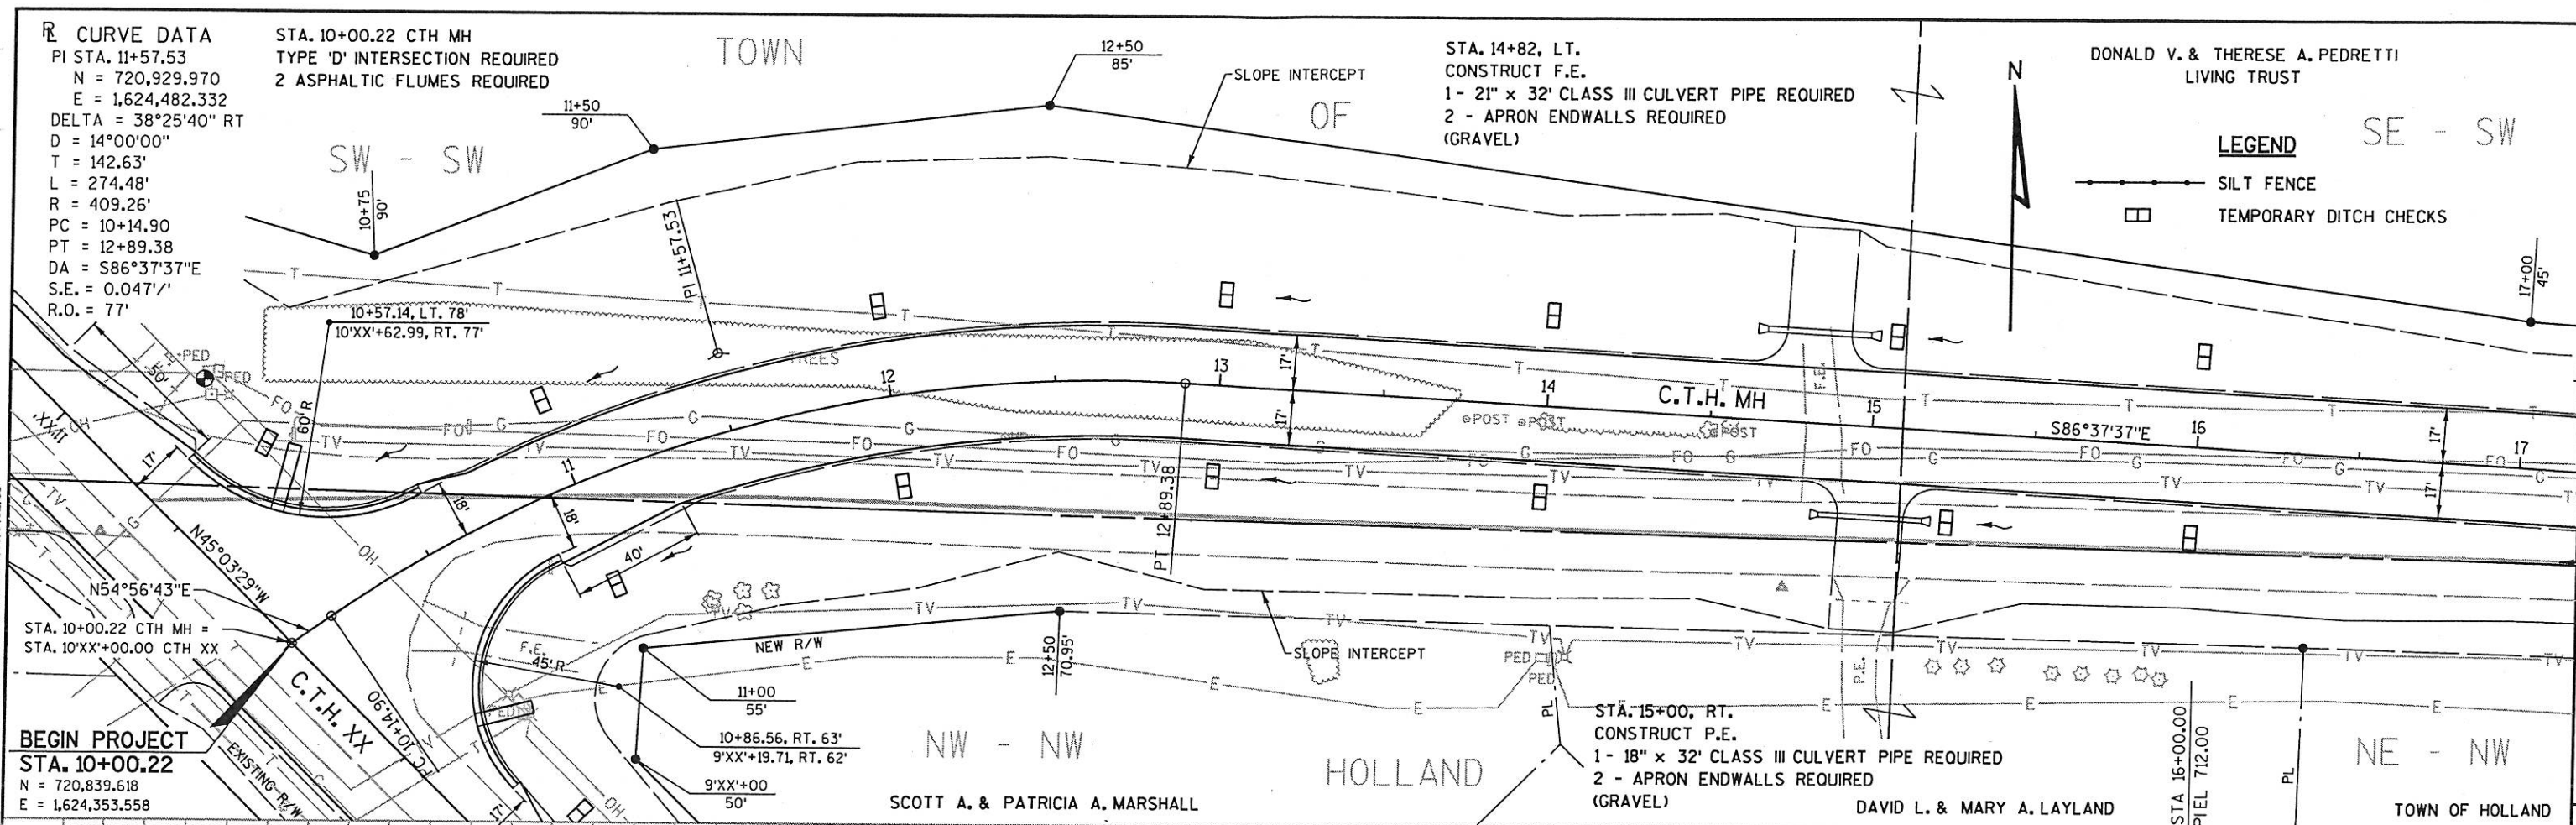 RL CURVE DATA
PI STA. 11+57.53
N = 720,929.970
E = 1,624,482.332
DELTA = 38°25'40" RT
D = 14°00'00"
T = 142.63'
L = 274.48'
R = 409.26'
PC = 10+14.90
PT = 12+89.38
DA = S86°37'37"E
S.E. = 0.047'/'
R.O. = 77'
STA. 10+00.22 CTH MH
TYPE 'D' INTERSECTION REQUIRED
2 ASPHALTIC FLUMES REQUIRED
TOWN
12+50
85'
SLOPE INTERCEPT
11+50
90'
SW - SW
OF
STA. 14+82, LT.
CONSTRUCT F.E.
1 - 21" x 32' CLASS III CULVERT PIPE REQUIRED
2 - APRON ENDWALLS REQUIRED
(GRAVEL)
N
DONALD V. & THERESE A. PEDRETTI
LIVING TRUST
LEGEND
SE - SW
SILT FENCE
TEMPORARY DITCH CHECKS
10+75
90'
PI 11+57.53
17+00
45'
10+57.14, LT. 78'
10'XX'+62.99, RT. 77'
TREES
PED
PED
50'
60'R
12
13
14
15
16
17
11
17'
17'
C.T.H. MH
F.E.
POST
POST
POST
S86°37'37"E
17'
17'
11'XX'
17'
18'
18'
40'
PT 12+89.38
N45°03'29"W
N54°56'43"E
STA. 10+00.22 CTH MH =
STA. 10'XX'+00.00 CTH XX
C.T.H. XX
PC 10+14.90
F.E.
45'R
PED
NEW R/W
12+50
70.95'
SLOPE INTERCEPT
PED
PED
P.E.
PL
11+00
55'
10+86.56, RT. 63'
9'XX'+19.71, RT. 62'
9'XX'+00
50'
BEGIN PROJECT
STA. 10+00.22
N = 720,839.618
E = 1,624,353.558
EXISTING R/W
17'
NW - NW
SCOTT A. & PATRICIA A. MARSHALL
HOLLAND
STA. 15+00, RT.
CONSTRUCT P.E.
1 - 18" x 32' CLASS III CULVERT PIPE REQUIRED
2 - APRON ENDWALLS REQUIRED
(GRAVEL)
DAVID L. & MARY A. LAYLAND
STA 16+00.00
PIEL 712.00
PL
NE - NW
TOWN OF HOLLAND